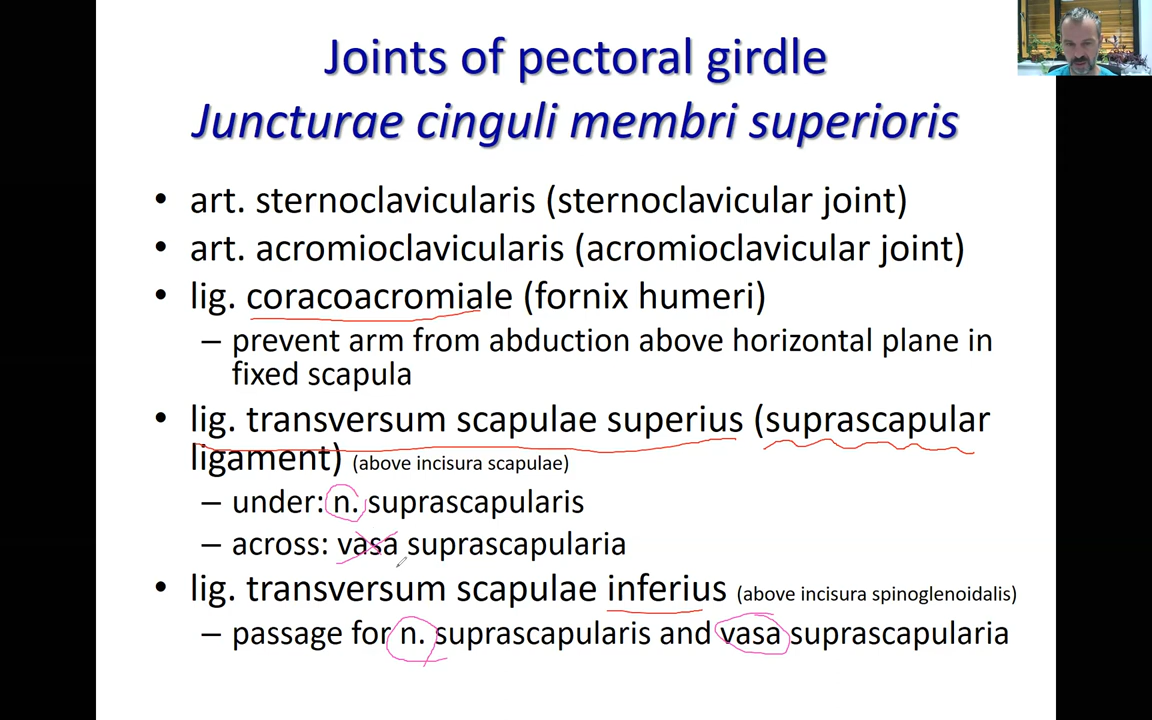 Joints of pectoral girdle
Juncturae cinguli membri superioris
• art. sternoclavicularis (sternoclavicular joint)
• art. acromioclavicularis (acromioclavicular joint)
• lig. coracoacromiale (fornix humeri)
– prevent arm from abduction above horizontal plane in
fixed scapula
• lig. transversum scapulae superius (suprascapular
ligament) (above incisura scapulae)
– under: n. suprascapularis
– across: vasa suprascapularia
• lig. transversum scapulae inferius (above incisura spinoglenoidalis)
– passage for n. suprascapularis and vasa suprascapularia